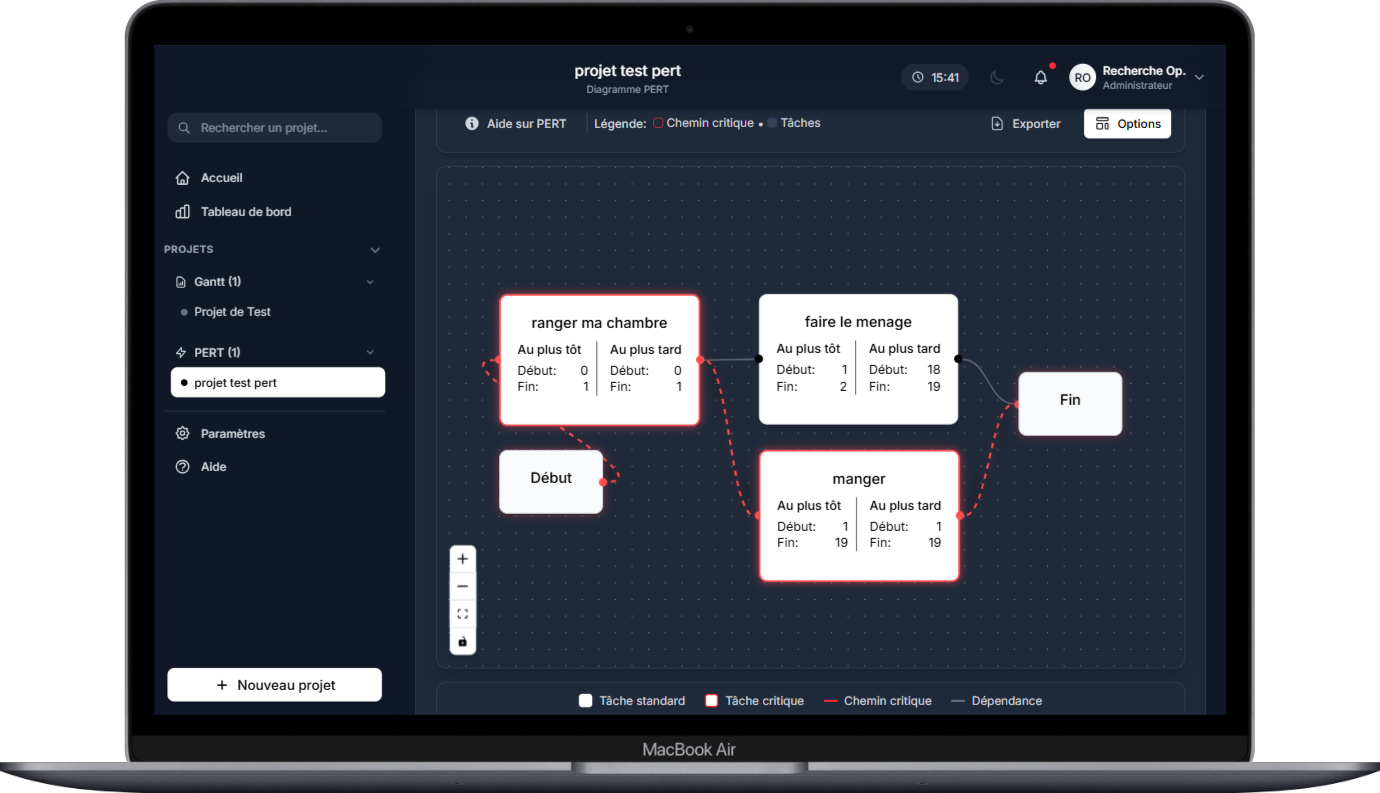 projet test pert
Diagramme PERT
15:41
RO
Recherche Op.
Administrateur
Rechercher un projet...
Accueil
Tableau de bord
PROJETS
Gantt (1)
Projet de Test
PERT (1)
projet test pert
Paramètres
Aide
+ Nouveau projet
Aide sur PERT
Légende: Chemin critique • Tâches
Exporter
Options
ranger ma chambre
Au plus tôt Au plus tard
Début: 0 Début: 0
Fin: 1 Fin: 1
faire le menage
Au plus tôt Au plus tard
Début: 1 Début: 18
Fin: 2 Fin: 19
Fin
Début
manger
Au plus tôt Au plus tard
Début: 1 Début: 1
Fin: 19 Fin: 19
Tâche standard Tâche critique Chemin critique Dépendance
MacBook Air